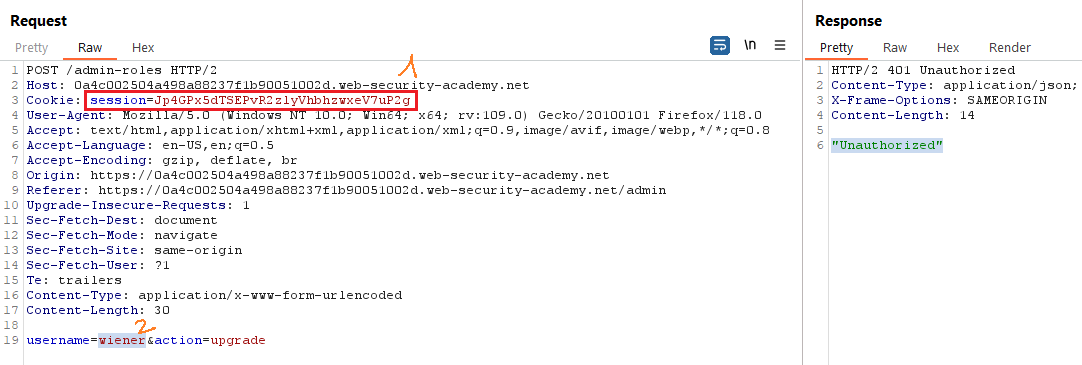 Request
Response
Pretty Raw Hex
\n
Pretty Raw Hex Render
1
1 POST /admin-roles HTTP/2
2 Host: 0a4c002504a498a88237f1b90051002d.web-security-academy.net
3 Cookie: session=Jp4GPx5dTSEPvR2zlyVhbhzwxeV7uP2g
4 User-Agent: Mozilla/5.0 (Windows NT 10.0; Win64; x64; rv:109.0) Gecko/20100101 Firefox/118.0
5 Accept: text/html,application/xhtml+xml,application/xml;q=0.9,image/avif,image/webp,*/*;q=0.8
6 Accept-Language: en-US,en;q=0.5
7 Accept-Encoding: gzip, deflate, br
8 Origin: https://0a4c002504a498a88237f1b90051002d.web-security-academy.net
9 Referer: https://0a4c002504a498a88237f1b90051002d.web-security-academy.net/admin
10 Upgrade-Insecure-Requests: 1
11 Sec-Fetch-Dest: document
12 Sec-Fetch-Mode: navigate
13 Sec-Fetch-Site: same-origin
14 Sec-Fetch-User: ?1
15 Te: trailers
16 Content-Type: application/x-www-form-urlencoded
17 Content-Length: 30
18
2
19 username=wiener&action=upgrade
1 HTTP/2 401 Unauthorized
2 Content-Type: application/json;
3 X-Frame-Options: SAMEORIGIN
4 Content-Length: 14
5
6 "Unauthorized"